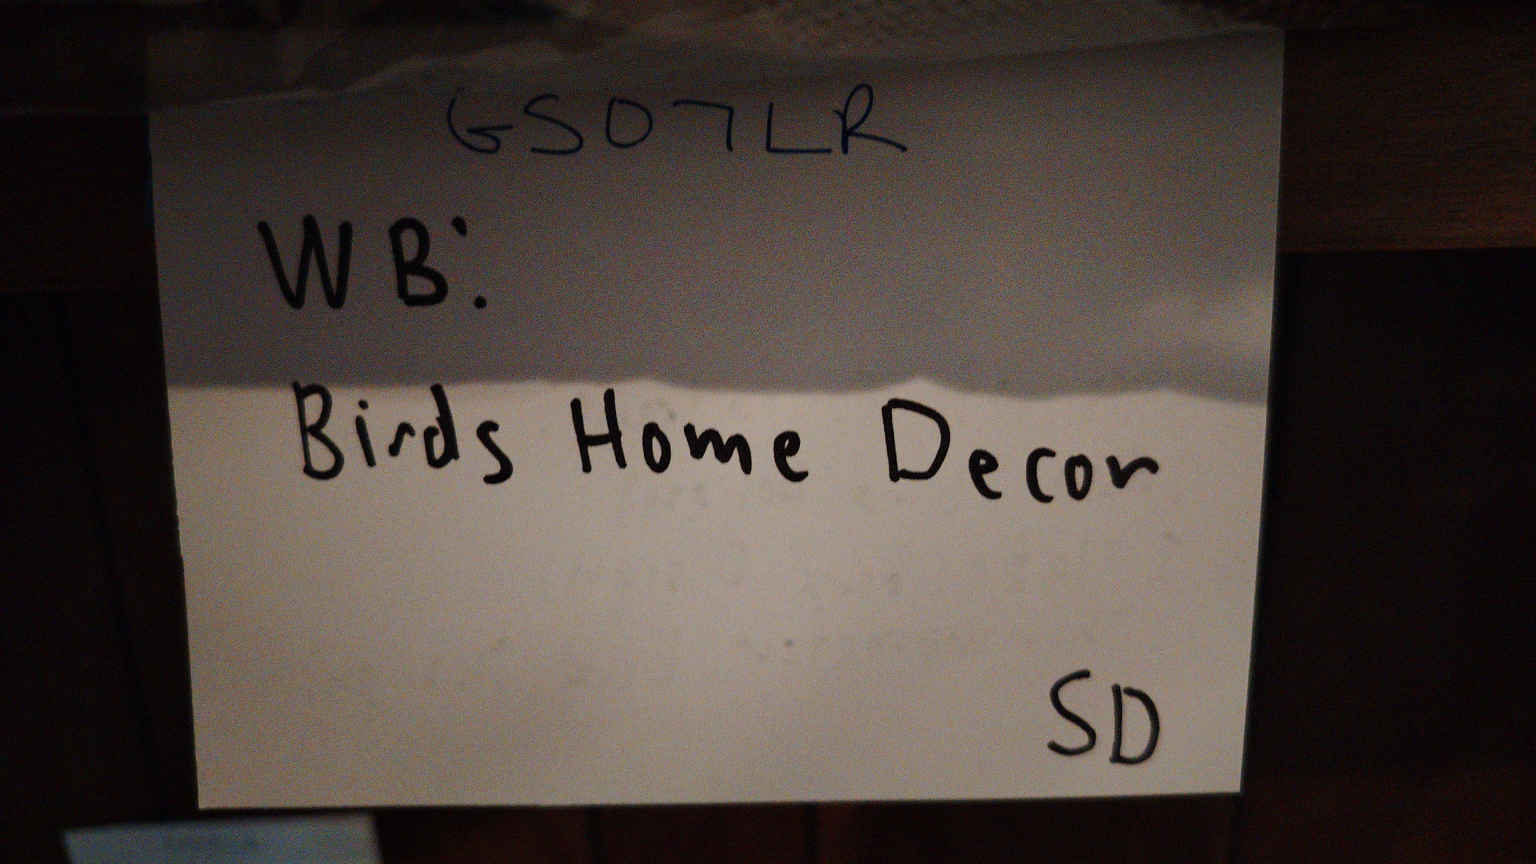 GS07LR
WB:
Birds Home Decor
SD